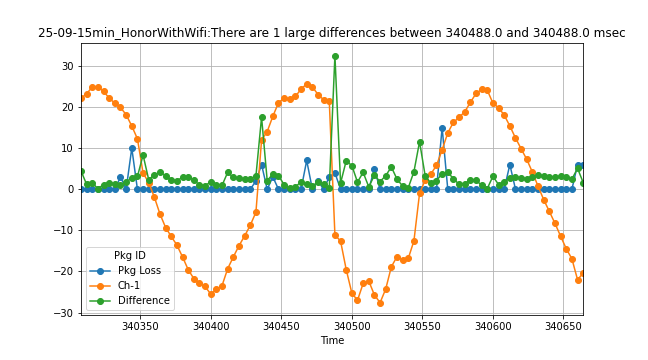 25-09-15min_HonorWithWifi:There are 1 large differences between 340488.0 and 340488.0 msec
30
20
10
0
−10
−20
−30
Pkg ID
Pkg Loss
Ch-1
Difference
340350
340400
340450
340500
340550
340600
340650
Time